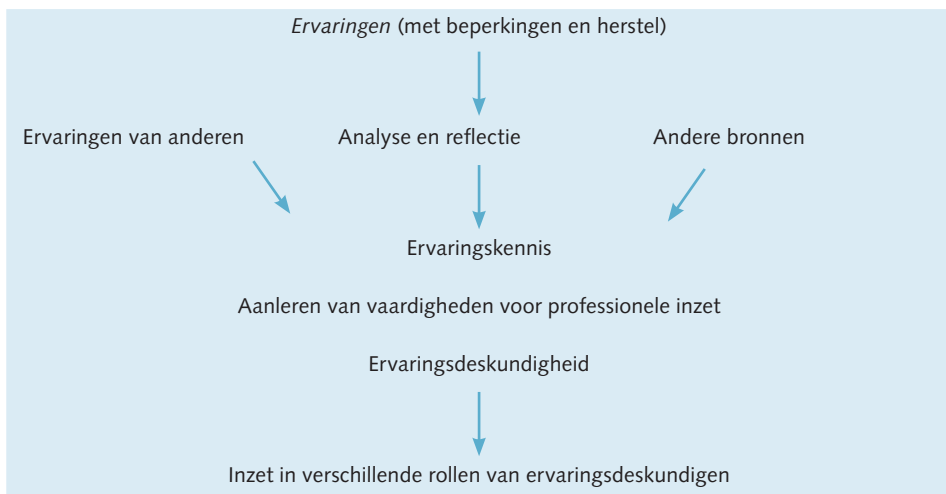 Ervaringen (met beperkingen en herstel)
Ervaringen van anderen
Analyse en reflectie
Andere bronnen
Ervaringskennis
Aanleren van vaardigheden voor professionele inzet
Ervaringsdeskundigheid
Inzet in verschillende rollen van ervaringsdeskundigen